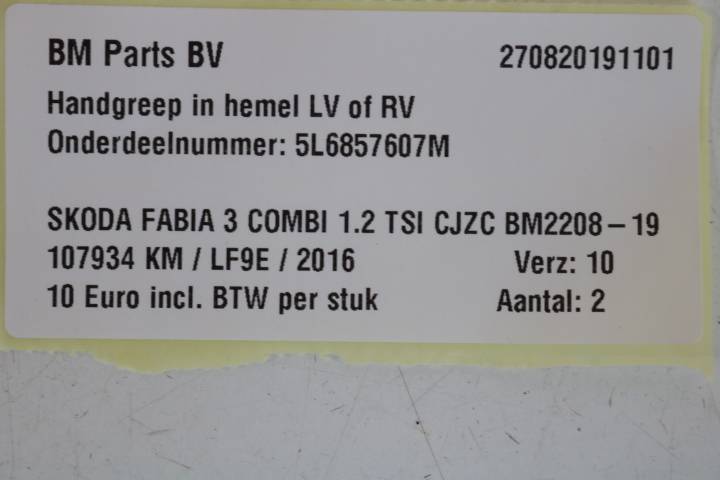 BM Parts BV 270820191101
Handgreep in hemel LV of RV
Onderdeelnummer: 5L6857607M
SKODA FABIA 3 COMBI 1.2 TSI CJZC BM2208-19
107934 KM / LF9E / 2016 Verz: 10
10 Euro incl. BTW per stuk Aantal: 2